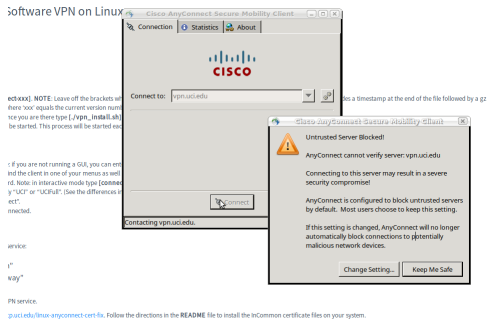 Software VPN on Linux
Cisco AnyConnect Secure Mobility Client
Connection
Statistics
About
CISCO
Connect to:
vpn.uci.edu
Connect
Contacting vpn.uci.edu.
ect-xxx]. NOTE: Leave off the brackets wh
des a timestamp at the end of the file followed by a gz
here 'xxx' equals the current version numb
nce you are there type [./vpn_install.sh]
be started. This process will be started eac
: if you are not running a GUI, you can ent
ind the client in one of your menus as well
rd. Note: in interactive mode type [connec
y "UCI" or "UCIFull". (See the differences in
ect".
nnected.
ervice:
way"
PN service.
p.uci.edu/linux-anyconnect-cert-fix. Follow the directions in the README file to install the InCommon certificate files on your system.
Cisco AnyConnect Secure Mobility Client
Untrusted Server Blocked!
AnyConnect cannot verify server: vpn.uci.edu
Connecting to this server may result in a severe
security compromise!
AnyConnect is configured to block untrusted servers
by default. Most users choose to keep this setting.
If this setting is changed, AnyConnect will no longer
automatically block connections to potentially
malicious network devices.
Change Setting...
Keep Me Safe